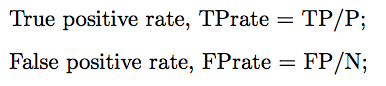 True positive rate, TPrate = TP/P;
False positive rate, FPrate = FP/N;